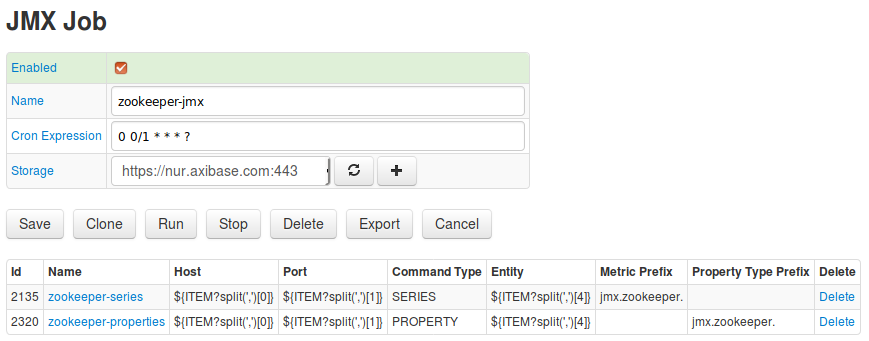 JMX Job
Enabled
Name zookeeper-jmx
Cron Expression 0 0/1 * * * ?
Storage https://nur.axibase.com:443
Save Clone Run Stop Delete Export Cancel
Id Name Host Port Command Type Entity Metric Prefix Property Type Prefix Delete
2135 zookeeper-series ${ITEM?split(',')[0]} ${ITEM?split(',')[1]} SERIES ${ITEM?split(',')[4]} jmx.zookeeper. Delete
2320 zookeeper-properties ${ITEM?split(',')[0]} ${ITEM?split(',')[1]} PROPERTY ${ITEM?split(',')[4]} jmx.zookeeper. Delete